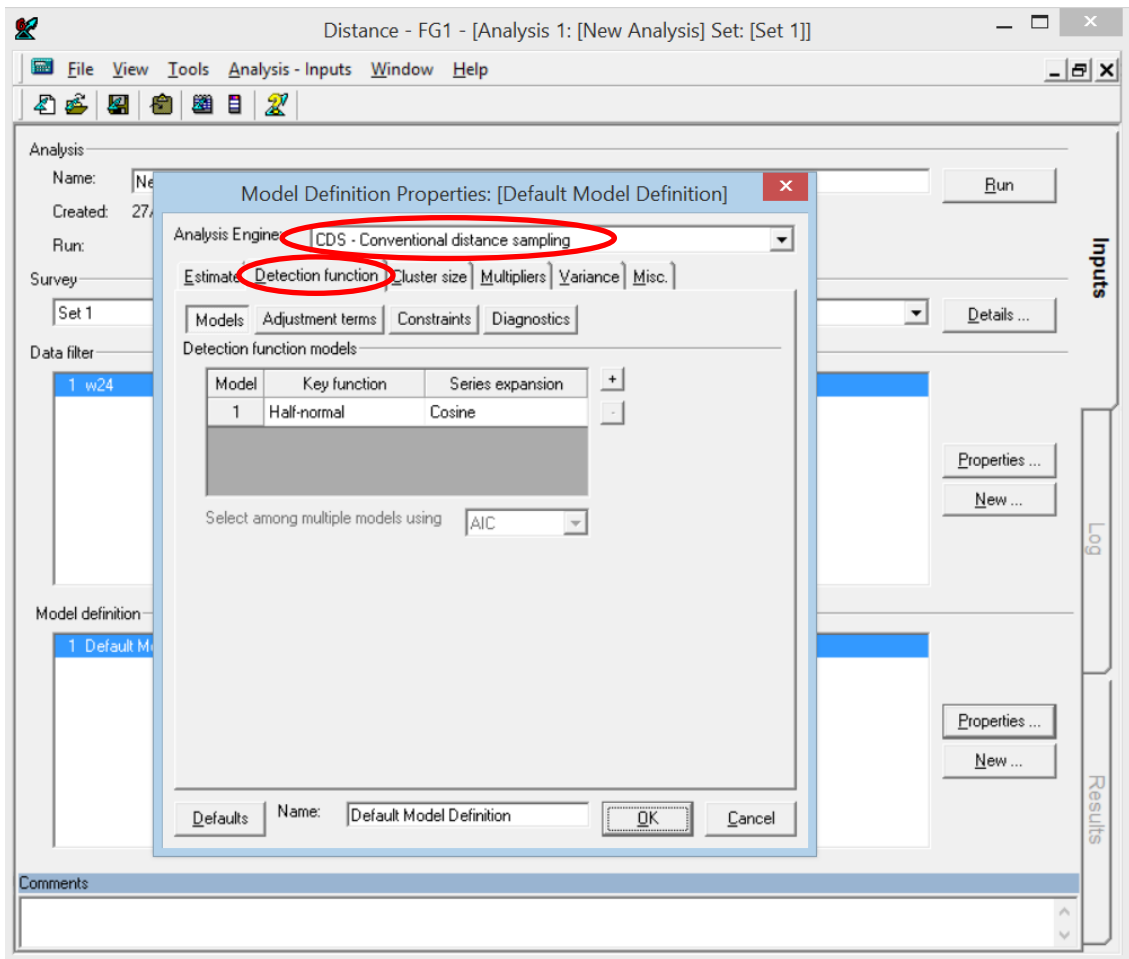 Distance - FG1 - [Analysis 1: [New Analysis] Set: [Set 1]]
File View Tools Analysis - Inputs Window Help
Analysis
Name: Ne
Run
Created: 27/
Run:
Survey
Set 1
Details ...
Data filter
1 w24
Properties ...
New ...
Model definition
1 Default M
Properties ...
New ...
Comments
Inputs
Log
Results
Model Definition Properties: [Default Model Definition]
Analysis Engine: CDS - Conventional distance sampling
Estimate Detection function Cluster size Multipliers Variance Misc.
Models Adjustment terms Constraints Diagnostics
Detection function models
Model Key function Series expansion +
1 Half-normal Cosine -
Select among multiple models using AIC
Defaults Name: Default Model Definition OK Cancel